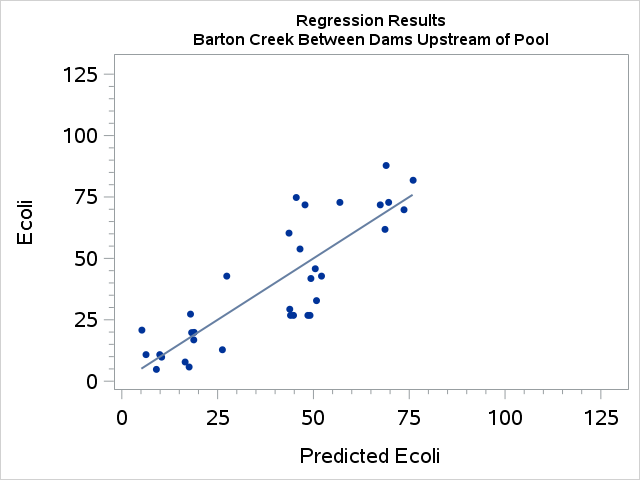 Regression Results
Barton Creek Between Dams Upstream of Pool
125
100
75
50
25
0
Ecoli
0 25 50 75 100 125
Predicted Ecoli